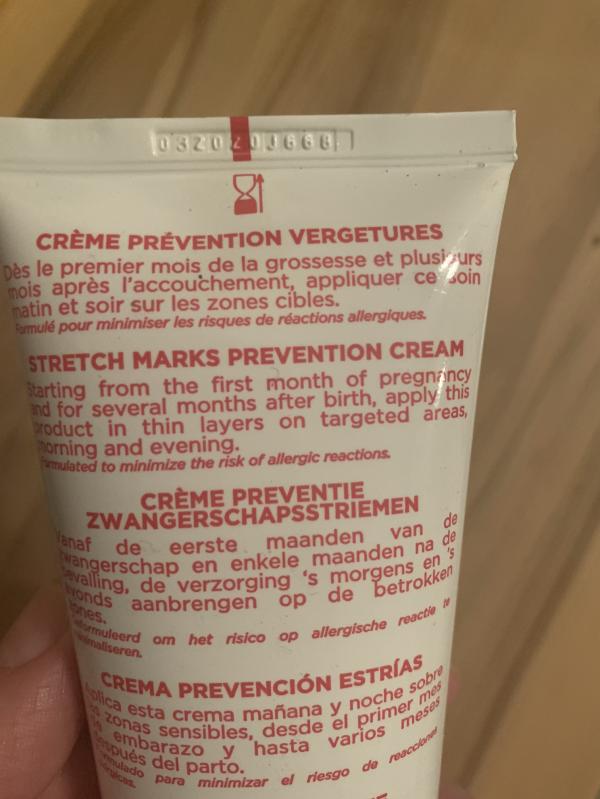 CRÈME PRÉVENTION VERGETURES
Dès le premier mois de la grossesse et plusieurs
mois après l'accouchement, appliquer ce soin
matin et soir sur les zones cibles.
Formulé pour minimiser les risques de réactions allergiques.
STRETCH MARKS PREVENTION CREAM
Starting from the first month of pregnancy
and for several months after birth, apply this
product in thin layers on targeted areas,
morning and evening.
Formulated to minimize the risk of allergic reactions.
CRÈME PREVENTIE
ZWANGERSCHAPSSTRIEMEN
Vanaf de eerste maanden van de
zwangerschap en enkele maanden na de
bevalling, de verzorging 's morgens en 's
avonds aanbrengen op de betrokken
zones.
Geformuleerd om het risico op allergische reactie te
minimaliseren.
CREMA PREVENCIÓN ESTRÍAS
Aplica esta crema mañana y noche sobre
las zonas sensibles, desde el primer mes
de embarazo y hasta varios meses
después del parto.
Formulado para minimizar el riesgo de reacciones
alérgicas.